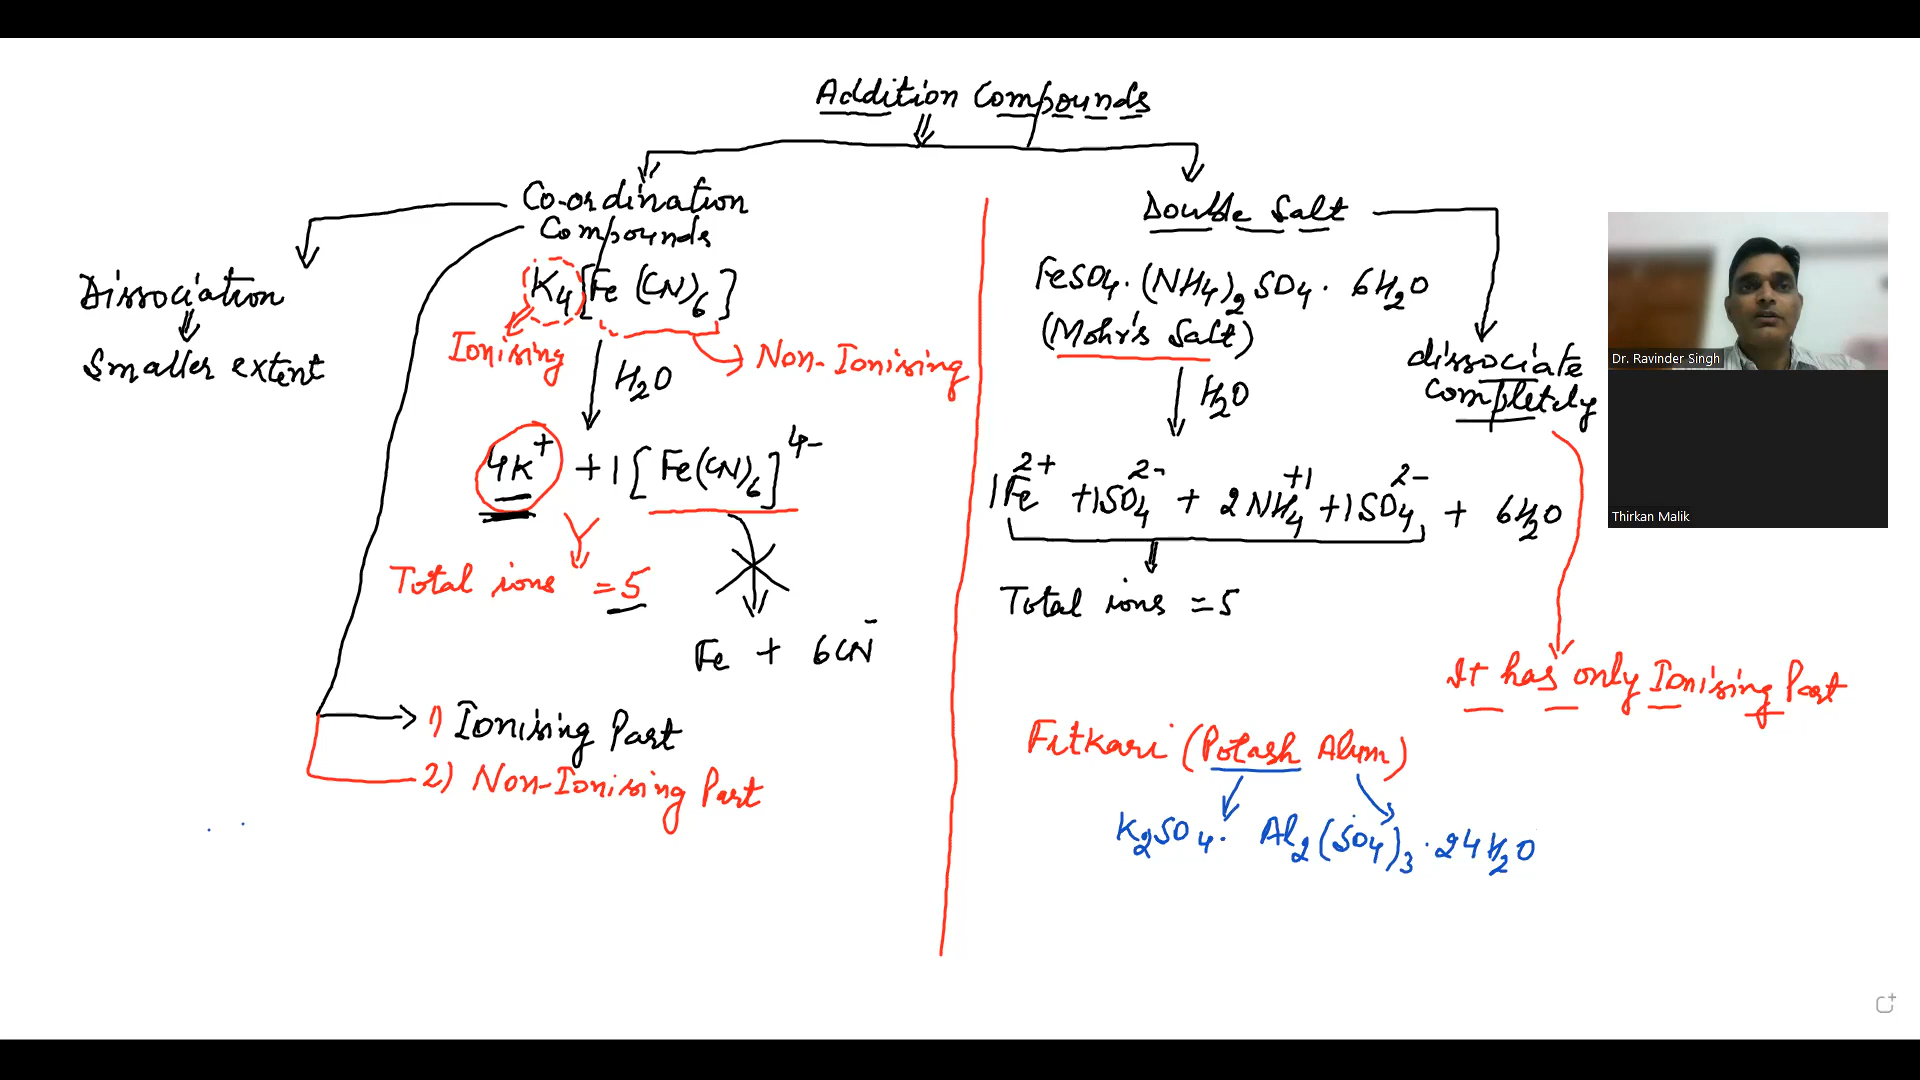 Addition Compounds
Co-ordination
Compounds
Dissociation
Smaller extent
K₄[Fe(CN)₆]
Ionising
Non-Ionising
H₂O
4K⁺ + 1[Fe(CN)₆]⁴⁻
Total ions = 5
Fe + 6CN⁻
1) Ionising Part
2) Non-Ionising Part
Double Salt
FeSO₄·(NH₄)₂SO₄·6H₂O
(Mohr's Salt)
dissociate
completely
H₂O
1Fe²⁺ + 1SO₄²⁻ + 2NH₄⁺¹ + 1SO₄²⁻ + 6H₂O
Total ions = 5
It has only Ionising Part
Fitkari (Potash Alum)
K₂SO₄· Al₂(SO₄)₃·24H₂O
Dr. Ravinder Singh
Thirkan Malik